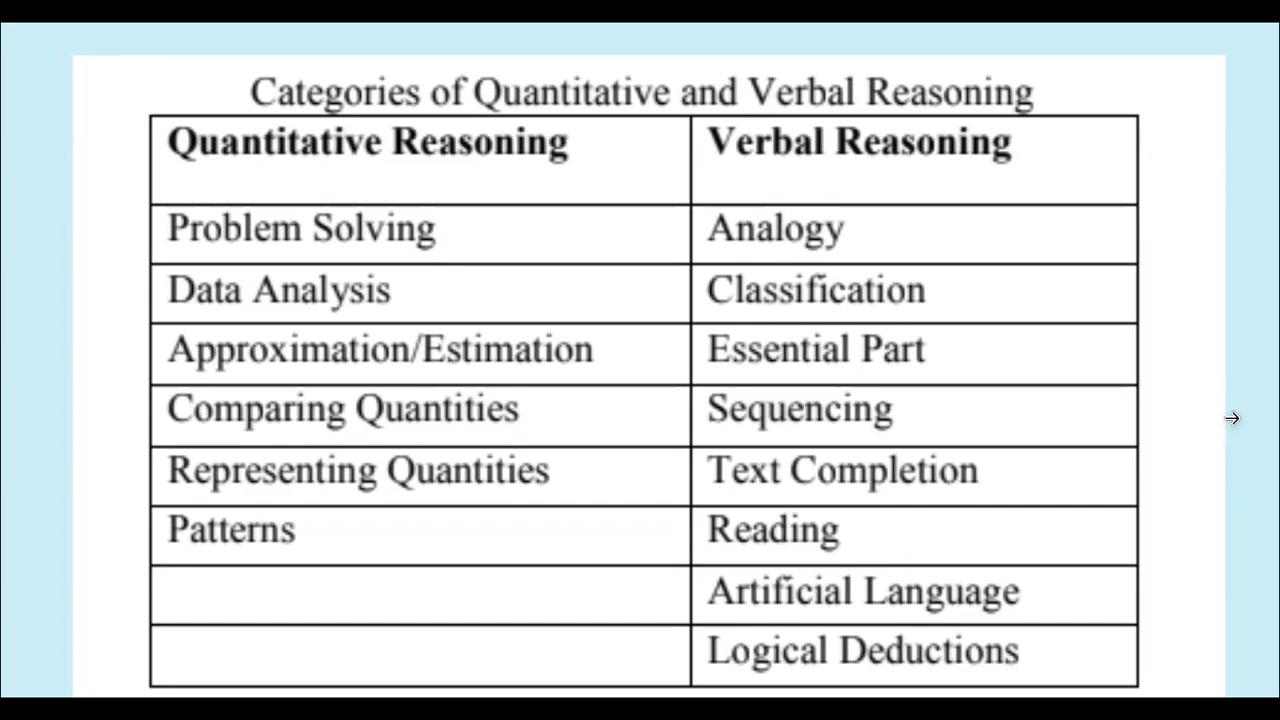 Categories of Quantitative and Verbal Reasoning
Quantitative Reasoning Verbal Reasoning
Problem Solving Analogy
Data Analysis Classification
Approximation/Estimation Essential Part
Comparing Quantities Sequencing
Representing Quantities Text Completion
Patterns Reading
Artificial Language
Logical Deductions